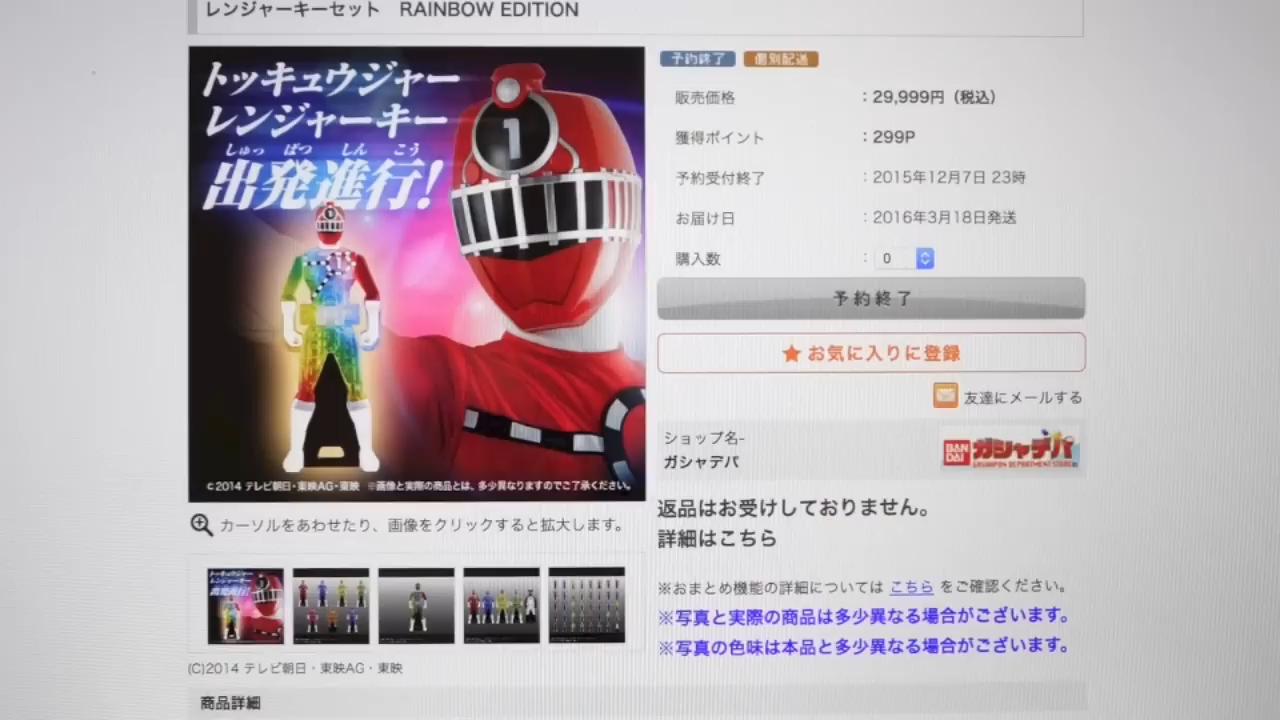 レンジャーキーセット RAINBOW EDITION
トッキュウジャー
レンジャーキー
しゅっ ぱつ しん こう
出発進行!
1
©2014 テレビ朝日・東映AG・東映 ※画像と実際の商品とは、多少異なりますのでご了承ください。
カーソルをあわせたり、画像をクリックすると拡大します。
(C)2014 テレビ朝日・東映AG・東映
商品詳細
予約終了 個別配送
販売価格 : 29,999円（税込）
獲得ポイント : 299P
予約受付終了 : 2015年12月7日 23時
お届け日 : 2016年3月18日発送
購入数 : 0
予約終了
★お気に入りに登録
友達にメールする
ショップ名-
ガシャデパ
BANDAI ガシャデパ
GASHAPON DEPARTMENT STORE
返品はお受けしておりません。
詳細はこちら
※おまとめ機能の詳細については こちら をご確認ください。
※写真と実際の商品は多少異なる場合がございます。
※写真の色味は本品と多少異なる場合がございます。